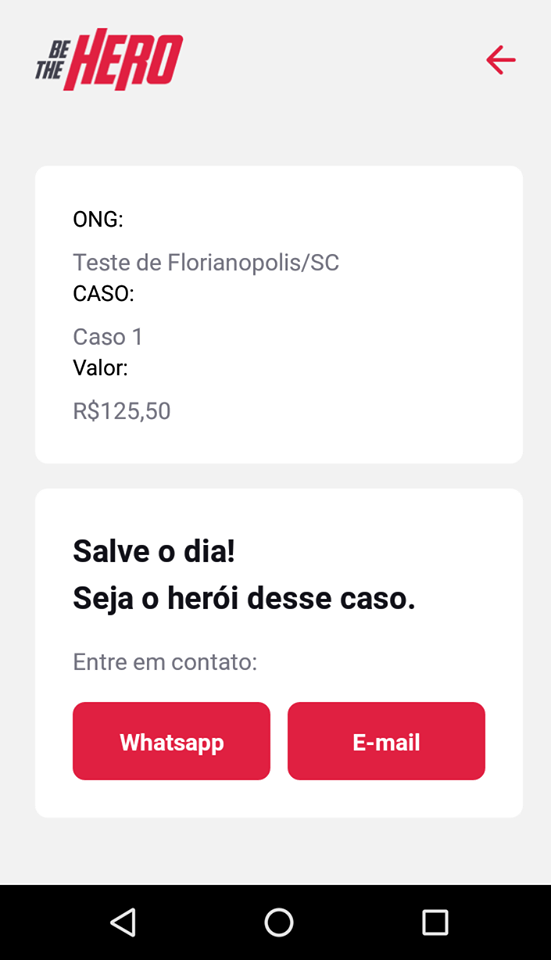 BE
THE HERO
ONG:
Teste de Florianopolis/SC
CASO:
Caso 1
Valor:
R$125,50
Salve o dia!
Seja o herói desse caso.
Entre em contato:
Whatsapp E-mail